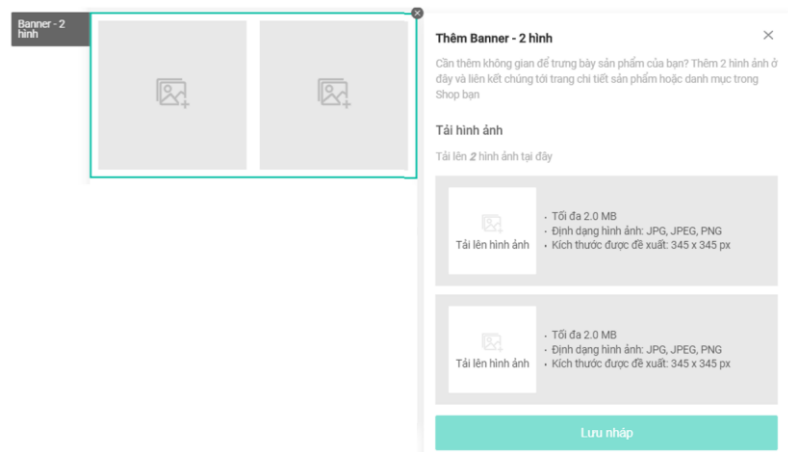 Banner - 2
hình
Thêm Banner - 2 hình
Cần thêm không gian để trưng bày sản phẩm của bạn? Thêm 2 hình ảnh ở
đây và liên kết chúng tới trang chi tiết sản phẩm hoặc danh mục trong
Shop bạn
Tải hình ảnh
Tải lên 2 hình ảnh tại đây
Tải lên hình ảnh
• Tối đa 2.0 MB
• Định dạng hình ảnh: JPG, JPEG, PNG
• Kích thước được đề xuất: 345 x 345 px
Tải lên hình ảnh
• Tối đa 2.0 MB
• Định dạng hình ảnh: JPG, JPEG, PNG
• Kích thước được đề xuất: 345 x 345 px
Lưu nháp